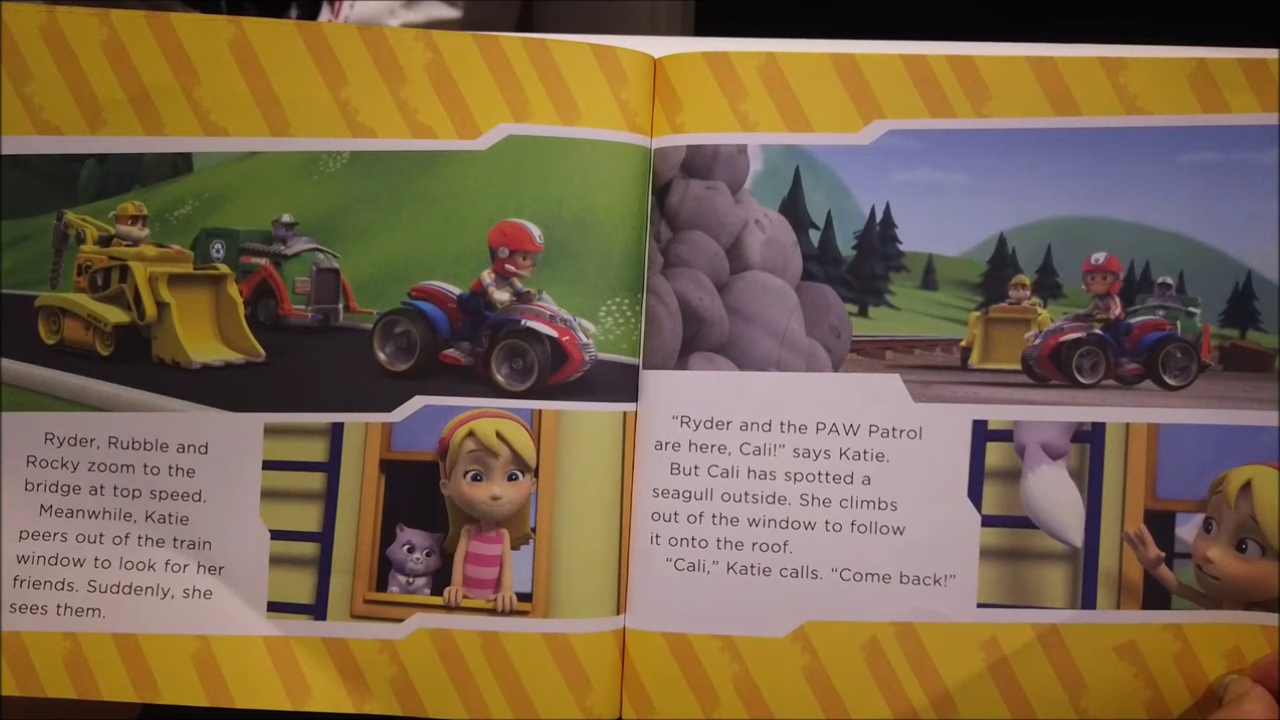 Ryder, Rubble and
Rocky zoom to the
bridge at top speed.
Meanwhile, Katie
peers out of the train
window to look for her
friends. Suddenly, she
sees them.
"Ryder and the PAW Patrol
are here, Cali!" says Katie.
But Cali has spotted a
seagull outside. She climbs
out of the window to follow
it onto the roof.
"Cali," Katie calls. "Come back!"